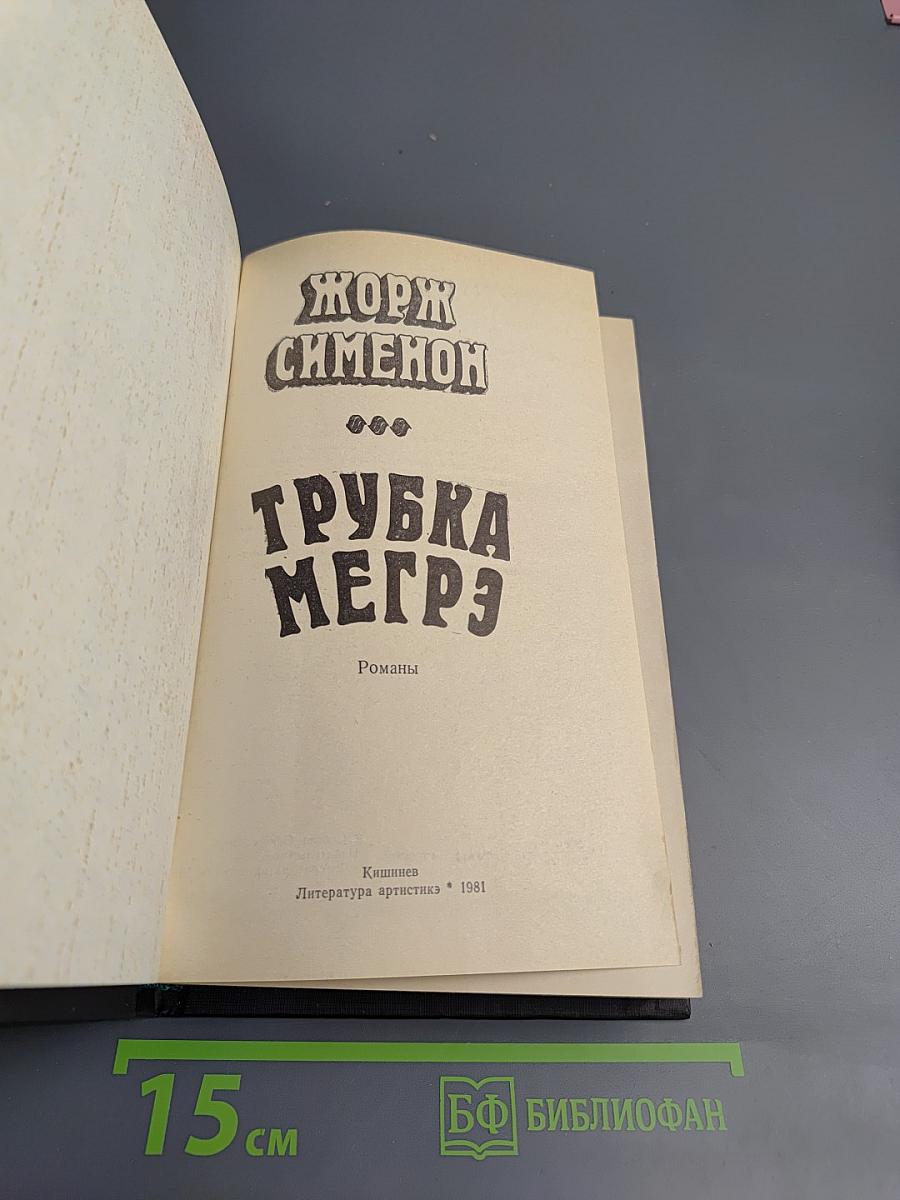 ЖОРЖ
СИМЕНОН
ТРУБКА
МЕГРЭ
Романы
Кишинев
Литература артистикэ * 1981
15 см
БФ БИБЛИОФАН